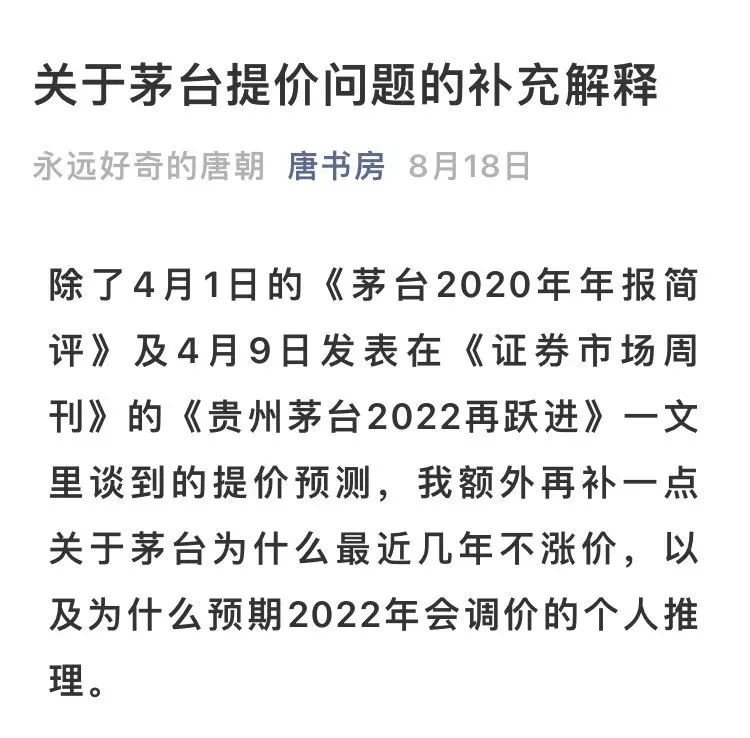 关于茅台提价问题的补充解释
永远好奇的唐朝 唐书房 8月18日
除了4月1日的《茅台2020年年报简
评》及4月9日发表在《证券市场周
刊》的《贵州茅台2022再跃进》一文
里谈到的提价预测，我额外再补一点
关于茅台为什么最近几年不涨价，以
及为什么预期2022年会调价的个人推
理。